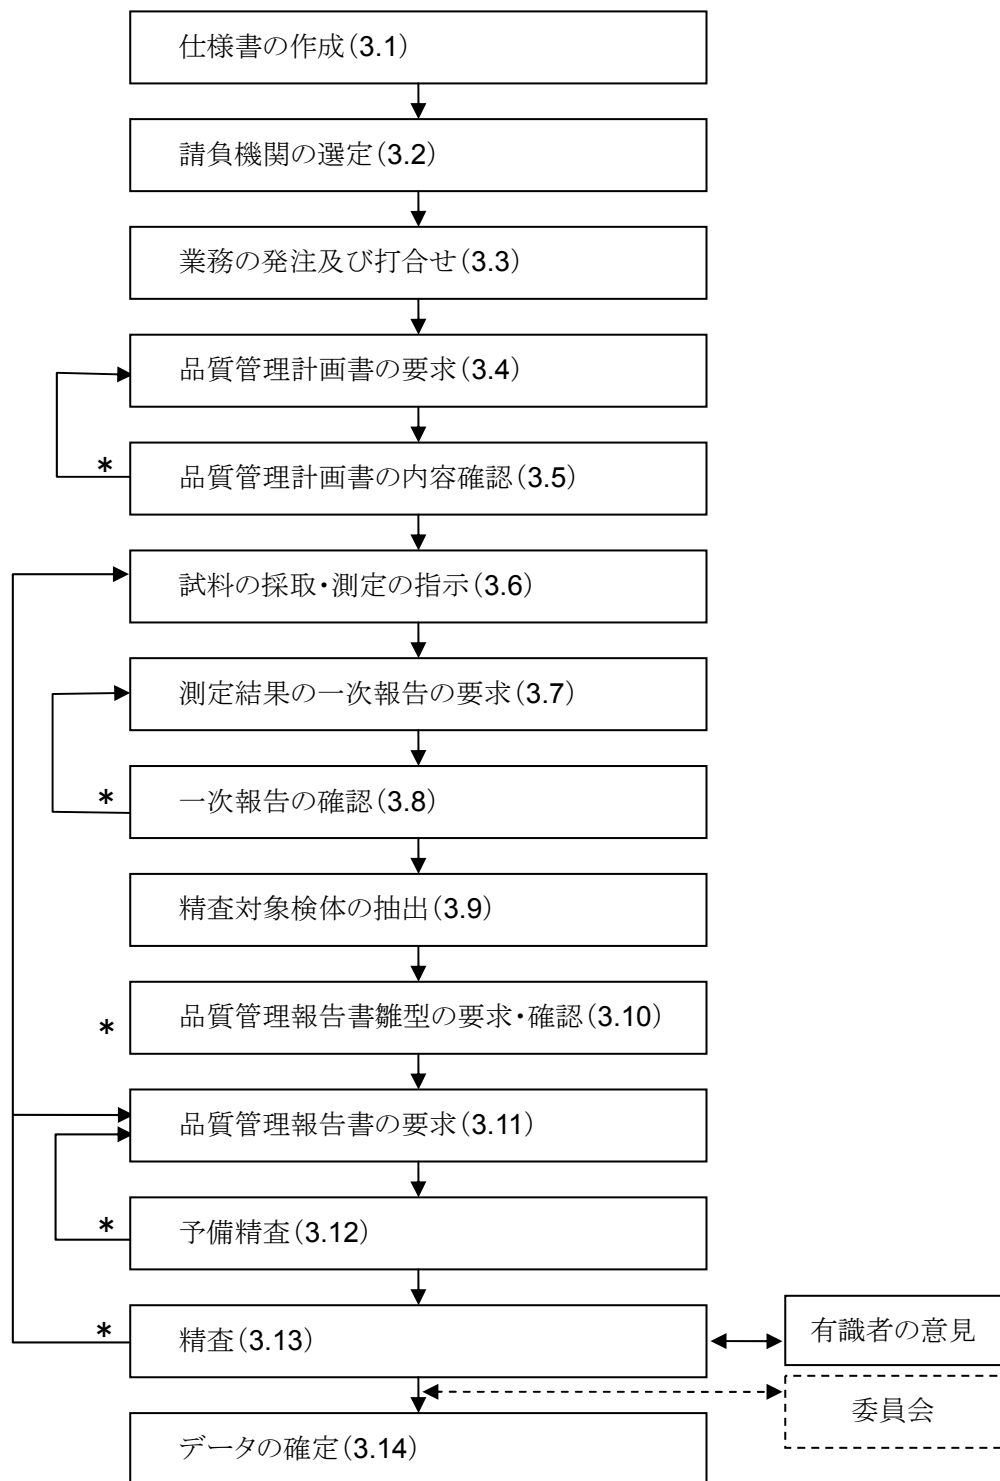 仕様書の作成(3.1)
請負機関の選定(3.2)
業務の発注及び打合せ(3.3)
品質管理計画書の要求(3.4)
*
品質管理計画書の内容確認(3.5)
試料の採取・測定の指示(3.6)
測定結果の一次報告の要求(3.7)
*
一次報告の確認(3.8)
精査対象検体の抽出(3.9)
*
品質管理報告書雛型の要求・確認(3.10)
品質管理報告書の要求(3.11)
*
予備精査(3.12)
*
精査(3.13)
有識者の意見
委員会
データの確定(3.14)